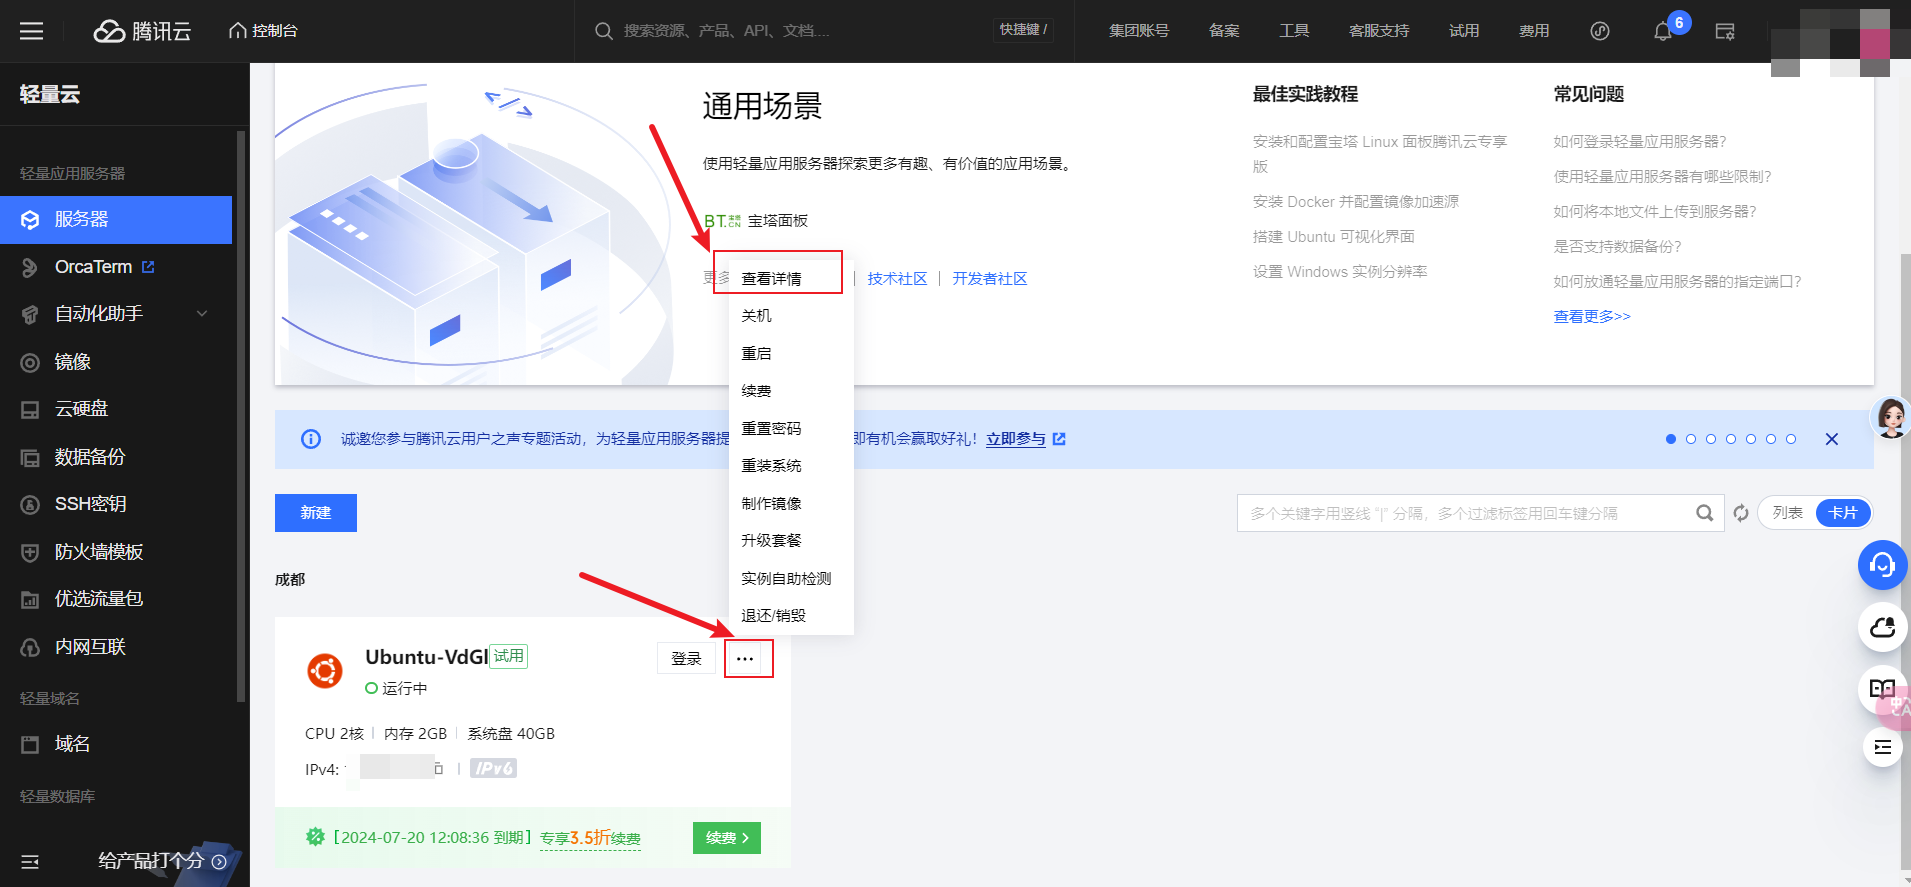 腾讯云
控制台
搜索资源、产品、API、文档....
快捷键 /
集团账号
备案
工具
客服支持
试用
费用
6
轻量云
轻量应用服务器
服务器
OrcaTerm
自动化助手
镜像
云硬盘
数据备份
SSH密钥
防火墙模板
优选流量包
内网互联
轻量域名
域名
轻量数据库
给产品打个分
通用场景
使用轻量应用服务器探索更多有趣、有价值的应用场景。
BT.宝塔CN 宝塔面板
更多
技术社区 | 开发者社区
最佳实践教程
安装和配置宝塔 Linux 面板腾讯云专享
版
安装 Docker 并配置镜像加速源
搭建 Ubuntu 可视化界面
设置 Windows 实例分辨率
常见问题
如何登录轻量应用服务器?
使用轻量应用服务器有哪些限制?
如何将本地文件上传到服务器?
是否支持数据备份?
如何放通轻量应用服务器的指定端口?
查看更多>>
查看详情
关机
重启
续费
重置密码
重装系统
制作镜像
升级套餐
实例自助检测
退还/销毁
诚邀您参与腾讯云用户之声专题活动，为轻量应用服务器提
即有机会赢取好礼！ 立即参与
新建
多个关键字用竖线 "|" 分隔，多个过滤标签用回车键分隔
列表
卡片
成都
Ubuntu-VdGl 试用
运行中
登录
...
CPU 2核 | 内存 2GB | 系统盘 40GB
IPv4:
| IPv6
[2024-07-20 12:08:36 到期] 专享3.5折续费
续费 >